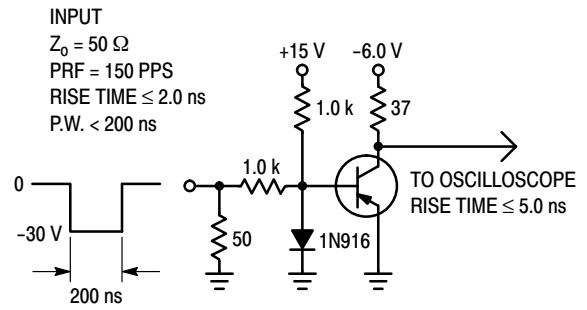 INPUT
Zo = 50 Ω
PRF = 150 PPS
RISE TIME ≤ 2.0 ns
P.W. < 200 ns
+15 V
−6.0 V
1.0 k
37
1.0 k
0
TO OSCILLOSCOPE
RISE TIME ≤ 5.0 ns
−30 V
50
1N916
200 ns